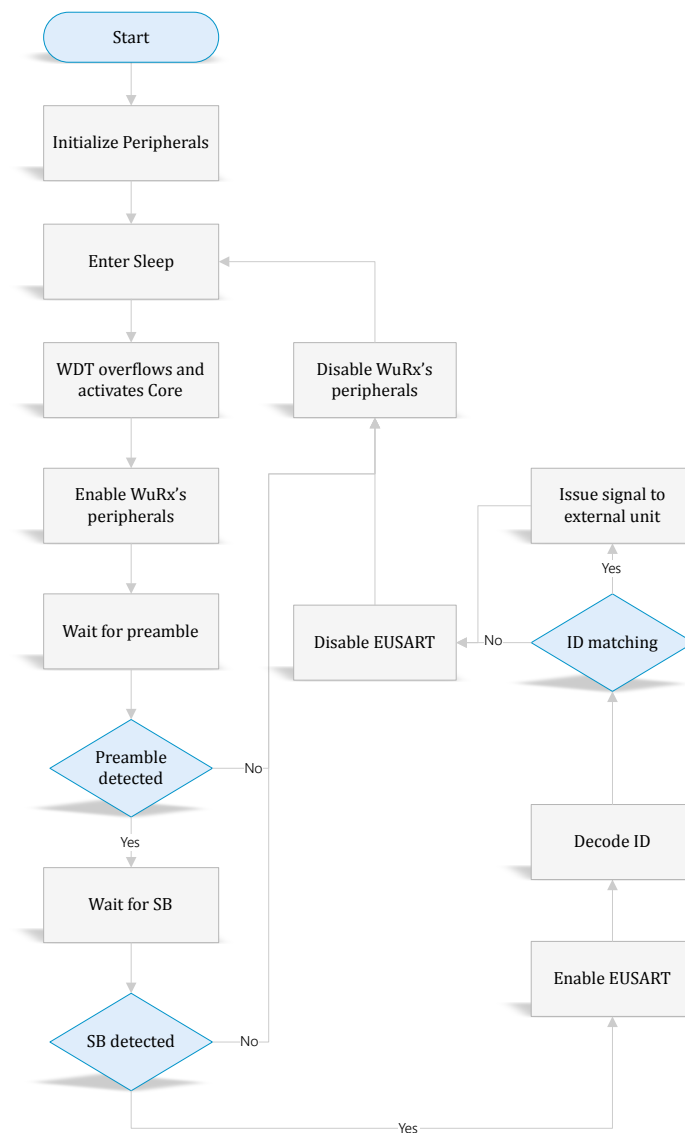 Start
Initialize Peripherals
Enter Sleep
WDT overflows and
activates Core
Disable WuRx’s
peripherals
Enable WuRx’s
peripherals
Issue signal to
external unit
Yes
Wait for preamble
Disable EUSART
No
ID matching
Preamble
detected
No
Yes
Decode ID
Wait for SB
Enable EUSART
SB detected
No
Yes